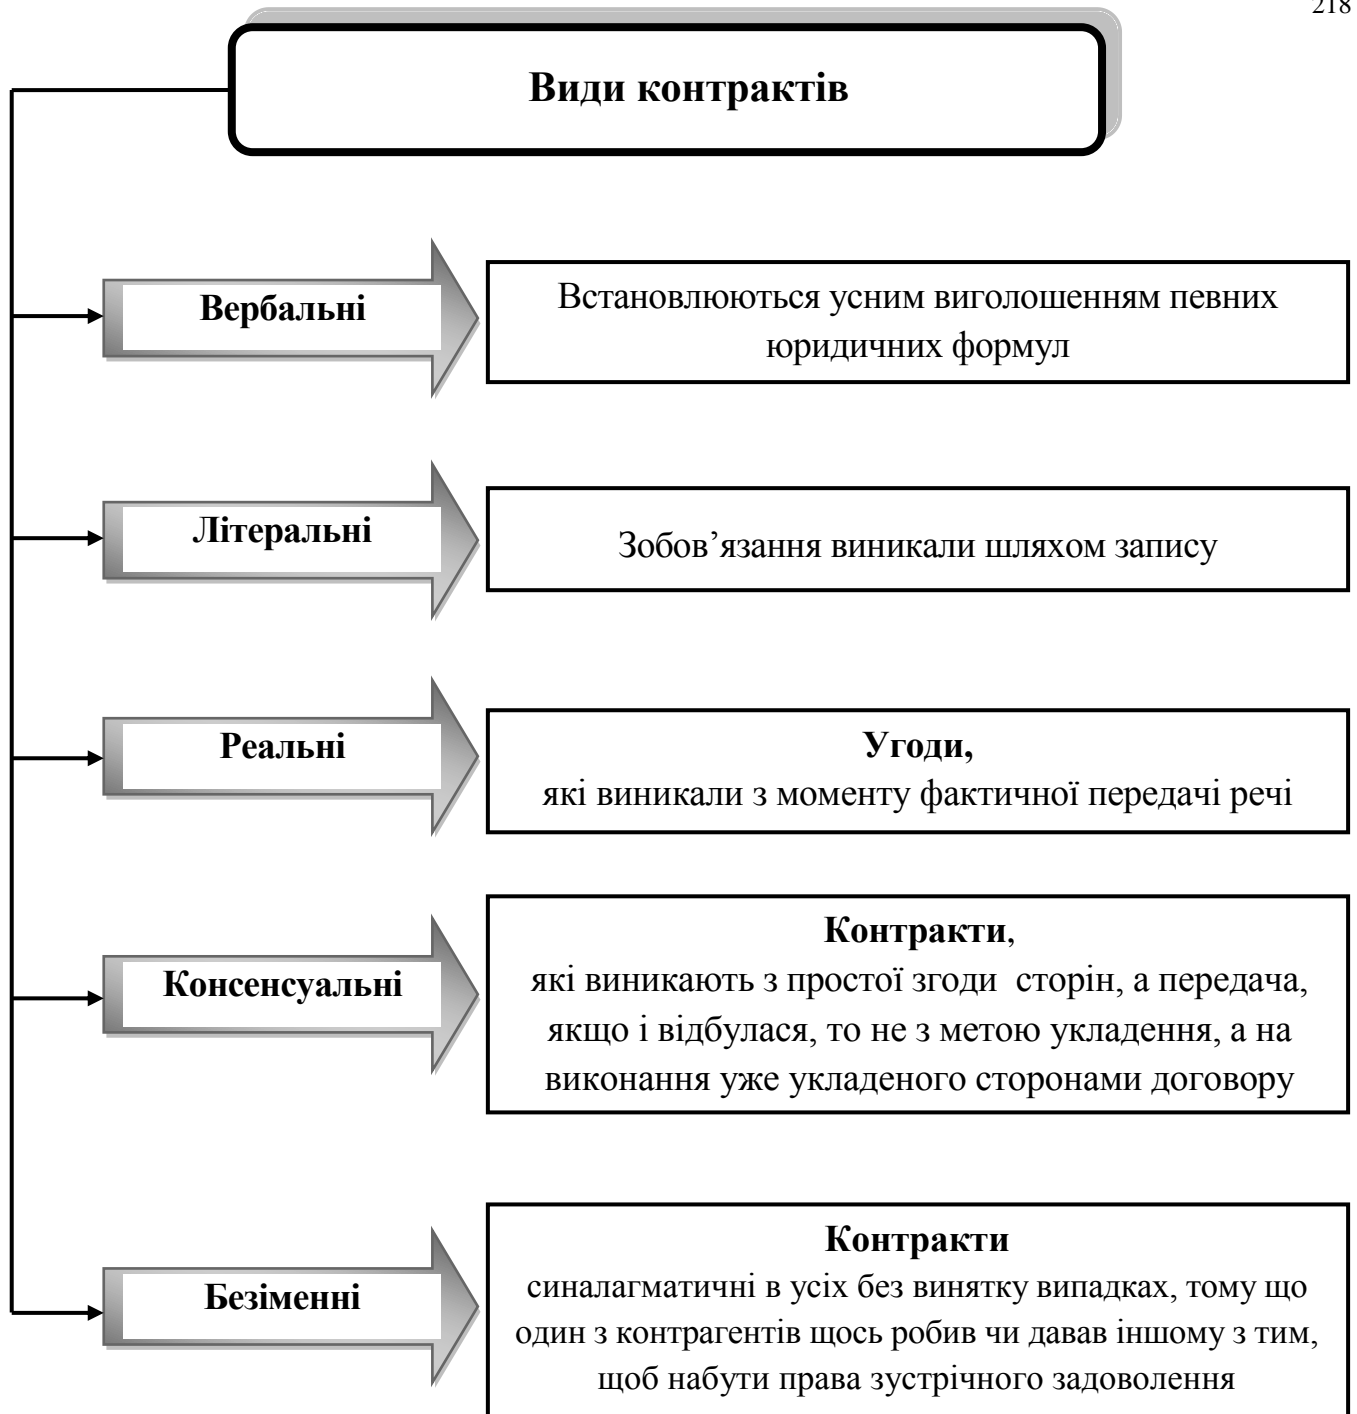 218
Види контрактів
Вербальні
Встановлюються усним виголошенням певних
юридичних формул
Літеральні
Зобов’язання виникали шляхом запису
Реальні
Угоди,
які виникали з моменту фактичної передачі речі
Консенсуальні
Контракти,
які виникають з простої згоди сторін, а передача,
якщо і відбулася, то не з метою укладення, а на
виконання уже укладеного сторонами договору
Безіменні
Контракти
синалагматичні в усіх без винятку випадках, тому що
один з контрагентів щось робив чи давав іншому з тим,
щоб набути права зустрічного задоволення